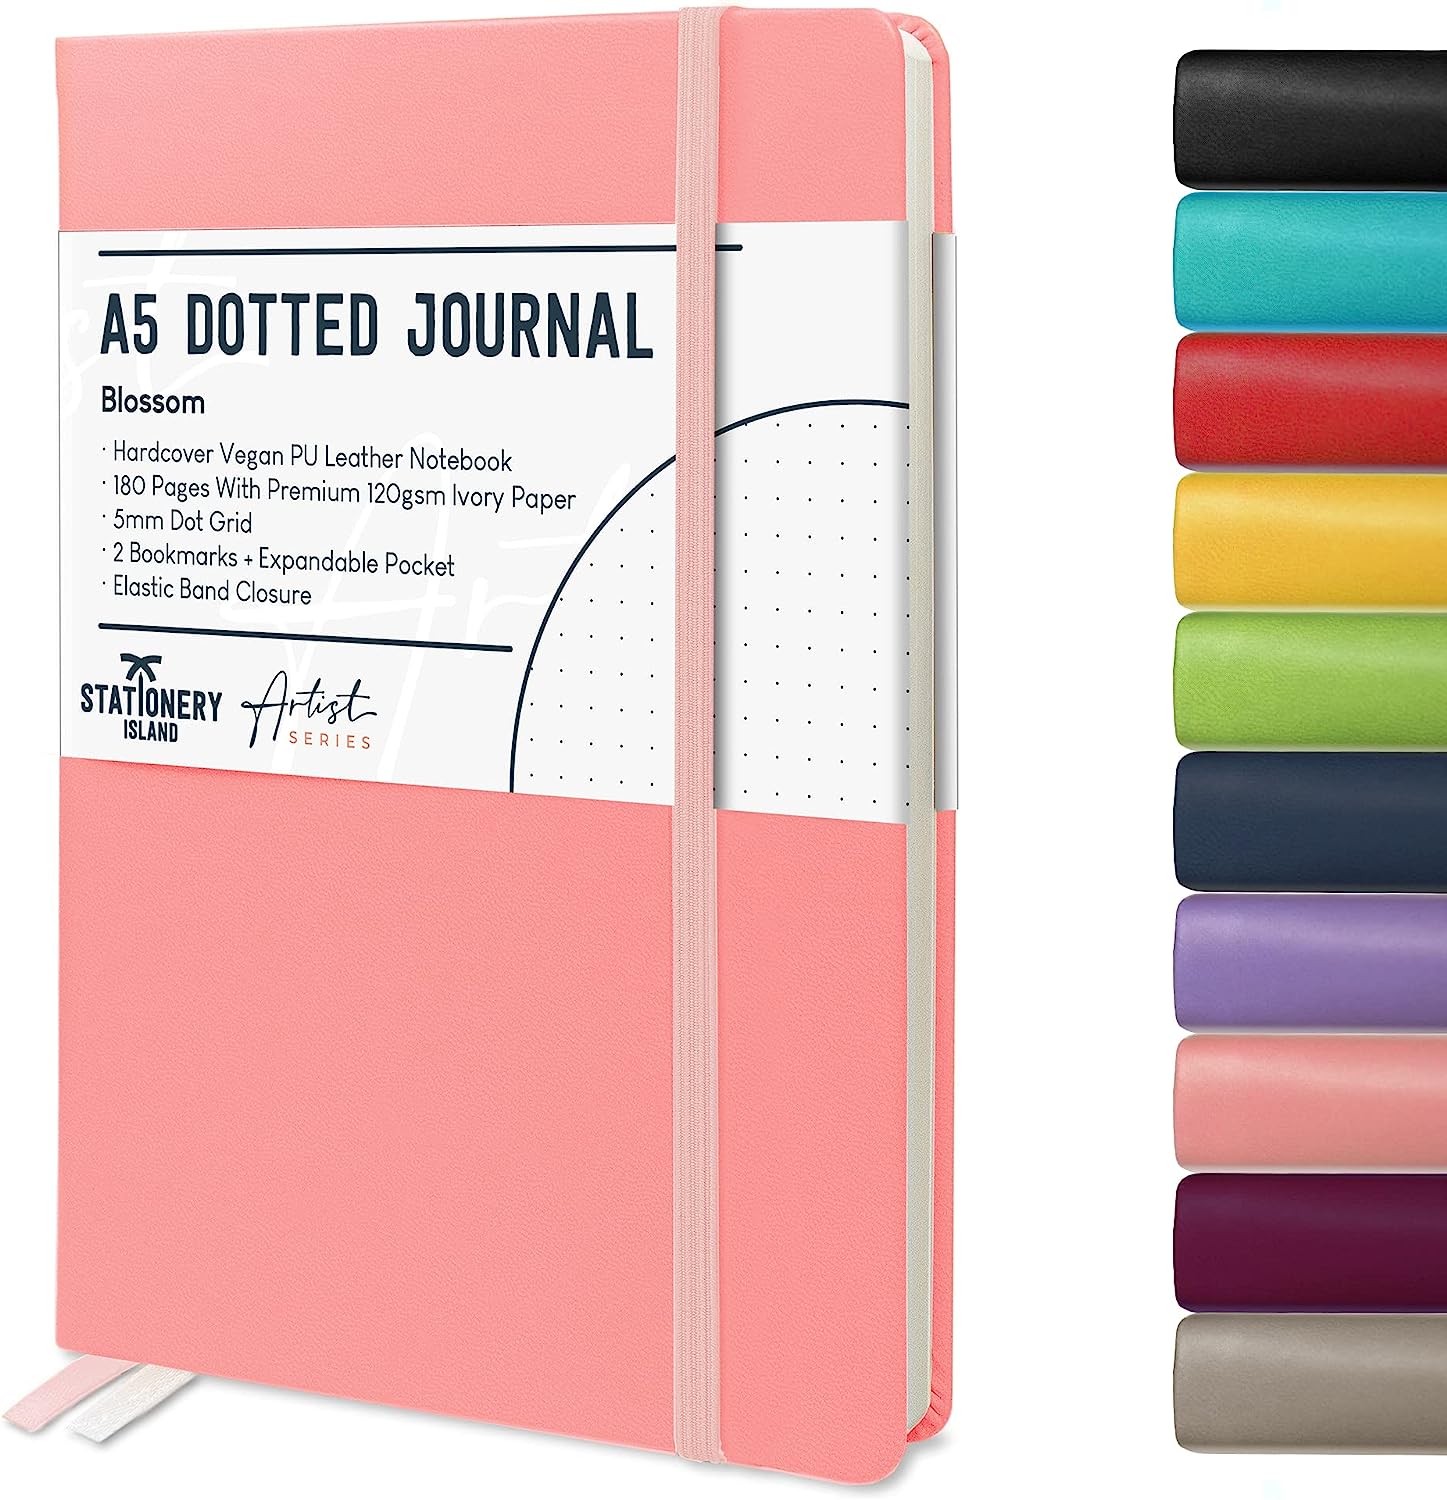 A5 DOTTED JOURNAL
Blossom
· Hardcover Vegan PU Leather Notebook
· 180 Pages With Premium 120gsm Ivory Paper
· 5mm Dot Grid
· 2 Bookmarks + Expandable Pocket
· Elastic Band Closure
STATIONERY
ISLAND
Artist
SERIES